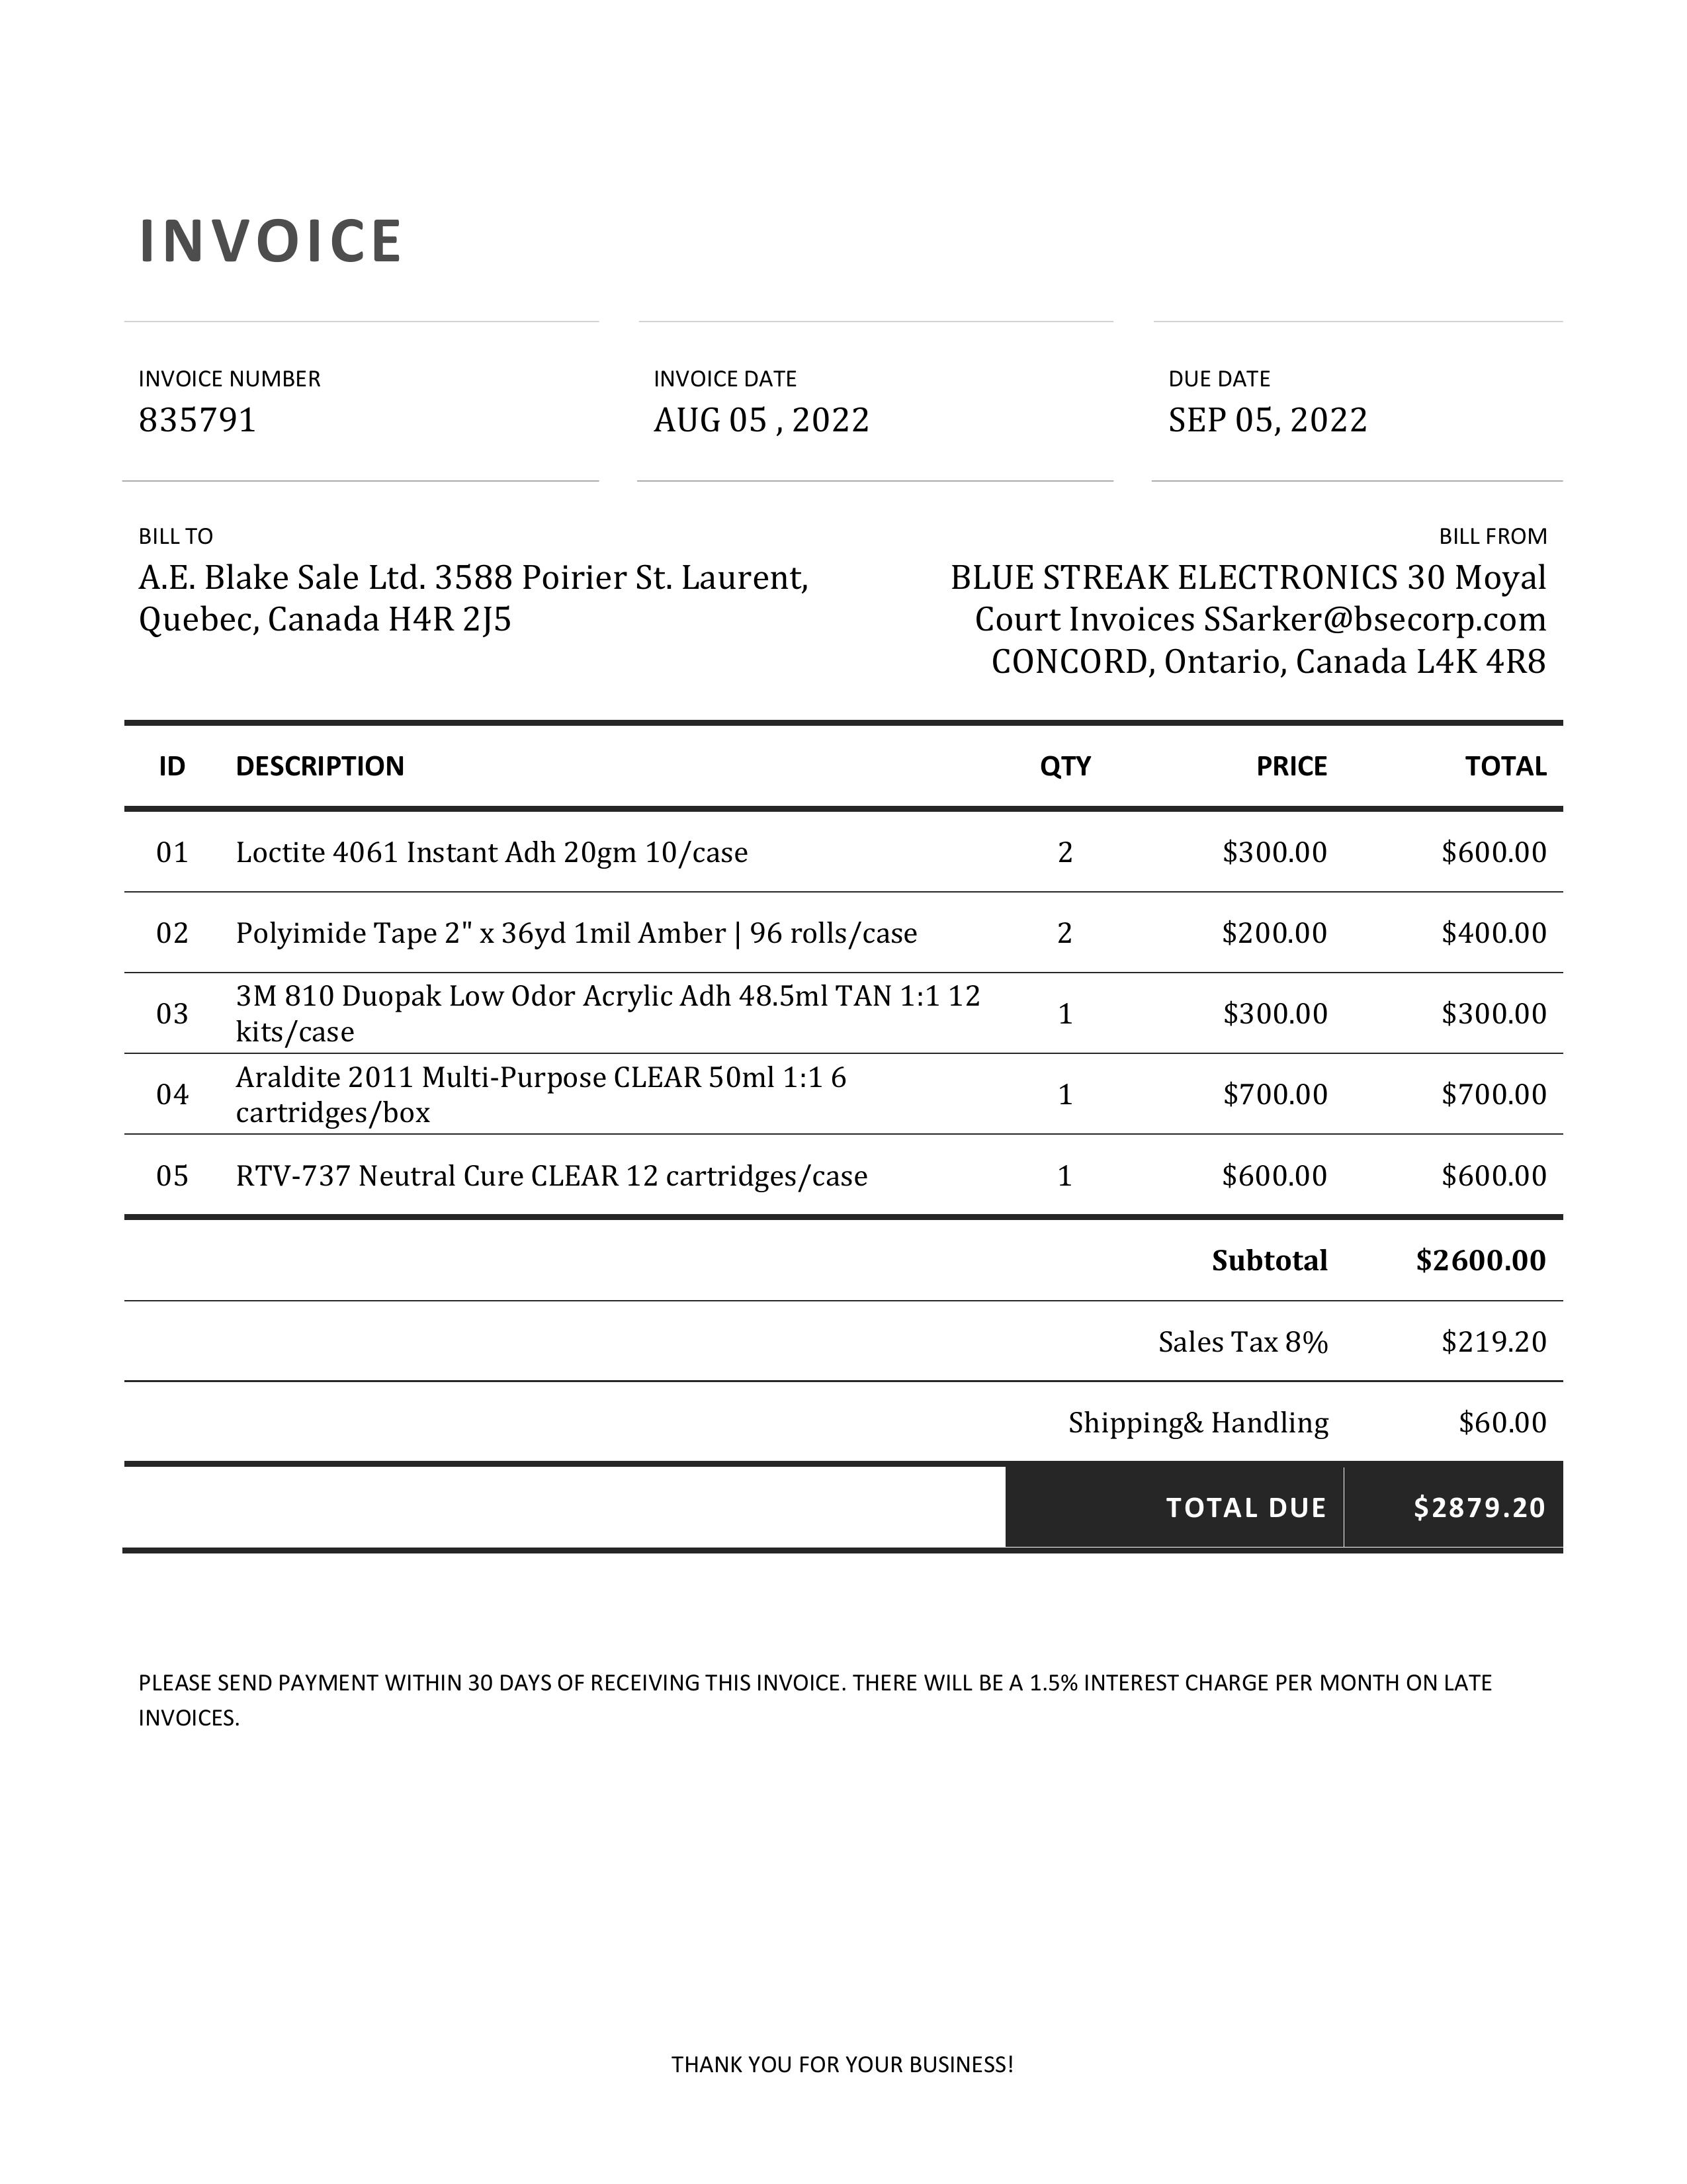 INVOICE
INVOICE NUMBER
835791
INVOICE DATE
AUG 05 , 2022
DUE DATE
SEP 05, 2022
BILL TO
A.E. Blake Sale Ltd. 3588 Poirier St. Laurent,
Quebec, Canada H4R 2J5
BILL FROM
BLUE STREAK ELECTRONICS 30 Moyal
Court Invoices SSarker@bsecorp.com
CONCORD, Ontario, Canada L4K 4R8
ID DESCRIPTION QTY PRICE TOTAL
01 Loctite 4061 Instant Adh 20gm 10/case 2 $300.00 $600.00
02 Polyimide Tape 2" x 36yd 1mil Amber | 96 rolls/case 2 $200.00 $400.00
03 3M 810 Duopak Low Odor Acrylic Adh 48.5ml TAN 1:1 12
kits/case 1 $300.00 $300.00
04 Araldite 2011 Multi-Purpose CLEAR 50ml 1:1 6
cartridges/box 1 $700.00 $700.00
05 RTV-737 Neutral Cure CLEAR 12 cartridges/case 1 $600.00 $600.00
Subtotal $2600.00
Sales Tax 8% $219.20
Shipping& Handling $60.00
TOTAL DUE $2879.20
PLEASE SEND PAYMENT WITHIN 30 DAYS OF RECEIVING THIS INVOICE. THERE WILL BE A 1.5% INTEREST CHARGE PER MONTH ON LATE
INVOICES.
THANK YOU FOR YOUR BUSINESS!